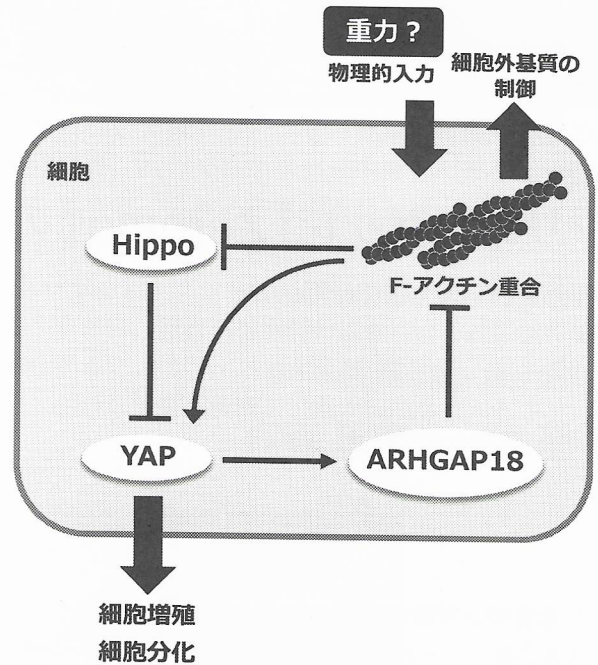 重力？
物理的入力
細胞外基質の
制御
細胞
Hippo
F-アクチン重合
YAP
ARHGAP18
細胞増殖
細胞分化